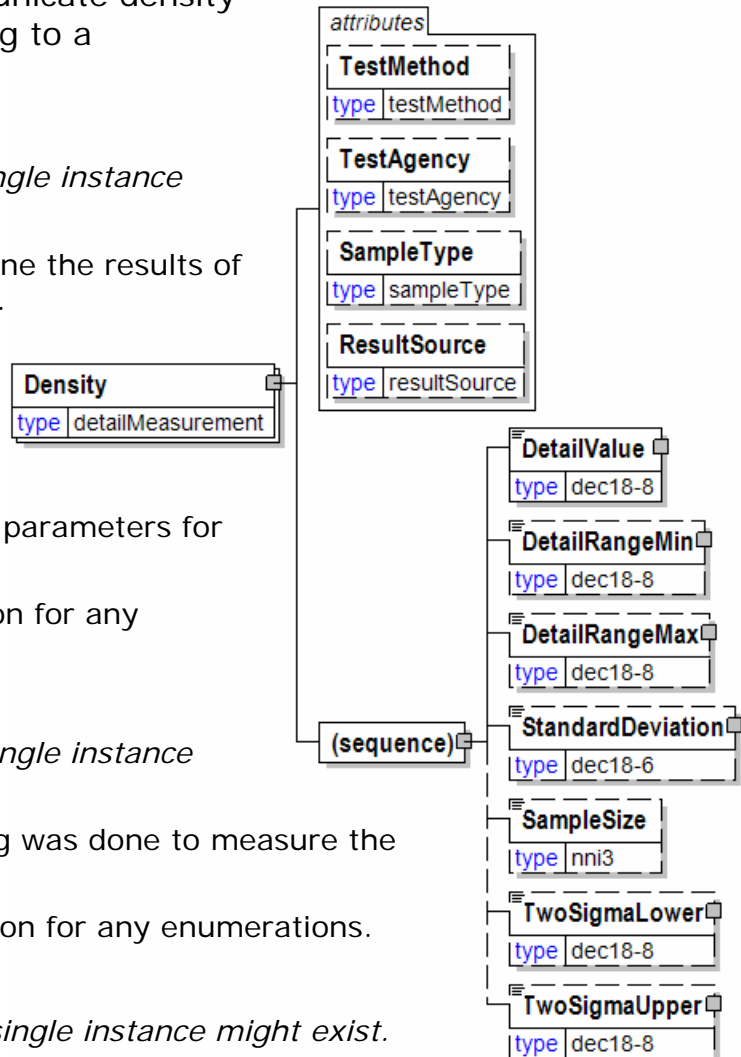 unicate density
g to a
ngle instance
ne the results of
.
parameters for
on for any
ngle instance
g was done to measure the
on for any enumerations.
single instance might exist.
attributes
TestMethod
type testMethod
TestAgency
type testAgency
SampleType
type sampleType
ResultSource
type resultSource
Density
type detailMeasurement
(sequence)
DetailValue
type dec18-8
DetailRangeMin
type dec18-8
DetailRangeMax
type dec18-8
StandardDeviation
type dec18-6
SampleSize
type nni3
TwoSigmaLower
type dec18-8
TwoSigmaUpper
type dec18-8